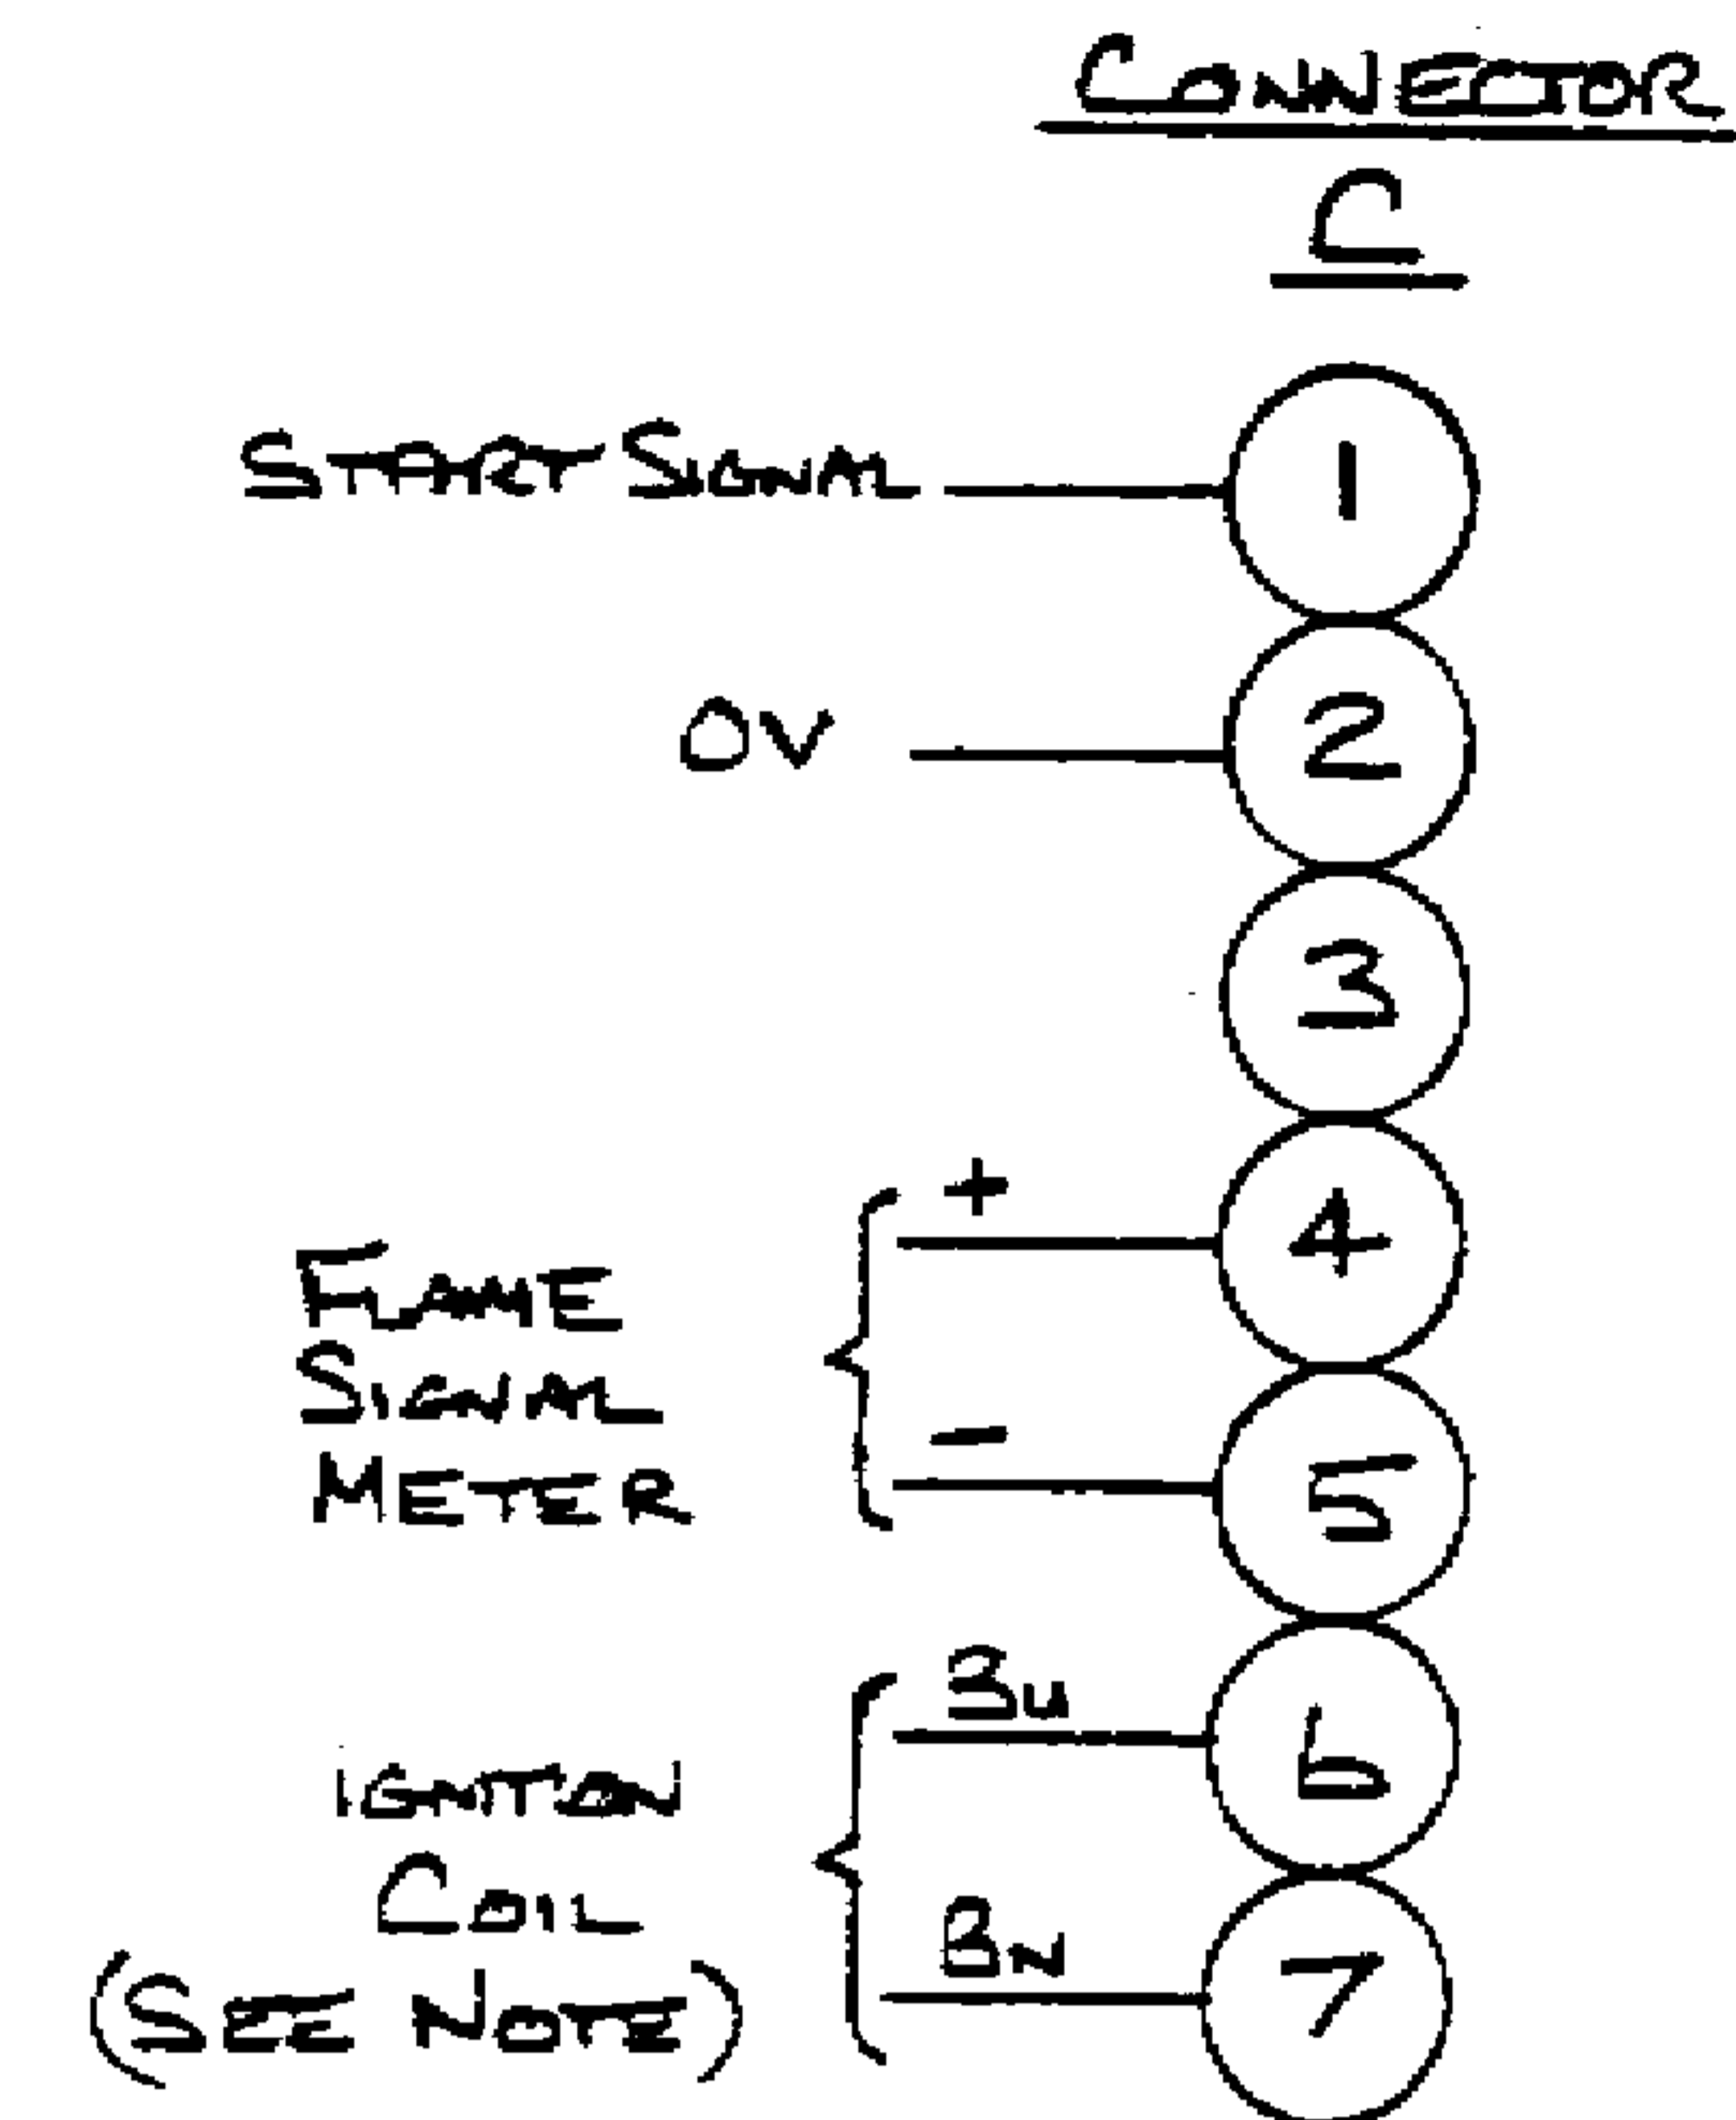 CONNECTOR
C
START SIGNAL 1
0V 2
3
+ 4
FLAME
SIGNAL
METER
- 5
BU 6
IGNITION
COIL
BN 7
(SEE NOTE)